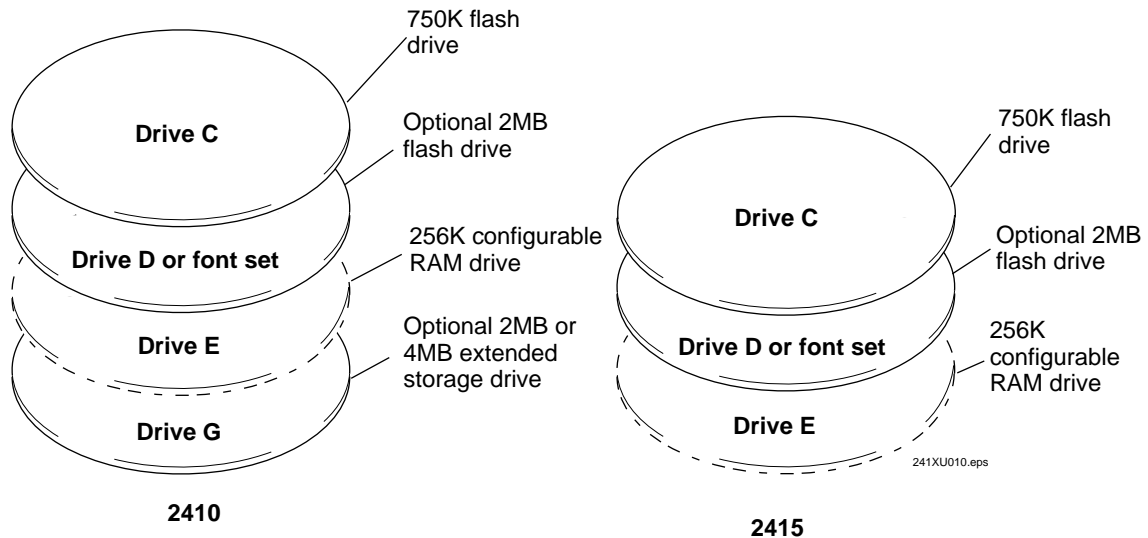 750K flash
drive
Drive C
Optional 2MB
flash drive
Drive D or font set
256K configurable
RAM drive
Drive E
Optional 2MB or
4MB extended
storage drive
Drive G
2410
750K flash
drive
Drive C
Optional 2MB
flash drive
Drive D or font set
256K
configurable
RAM drive
Drive E
241XU010.eps
2415